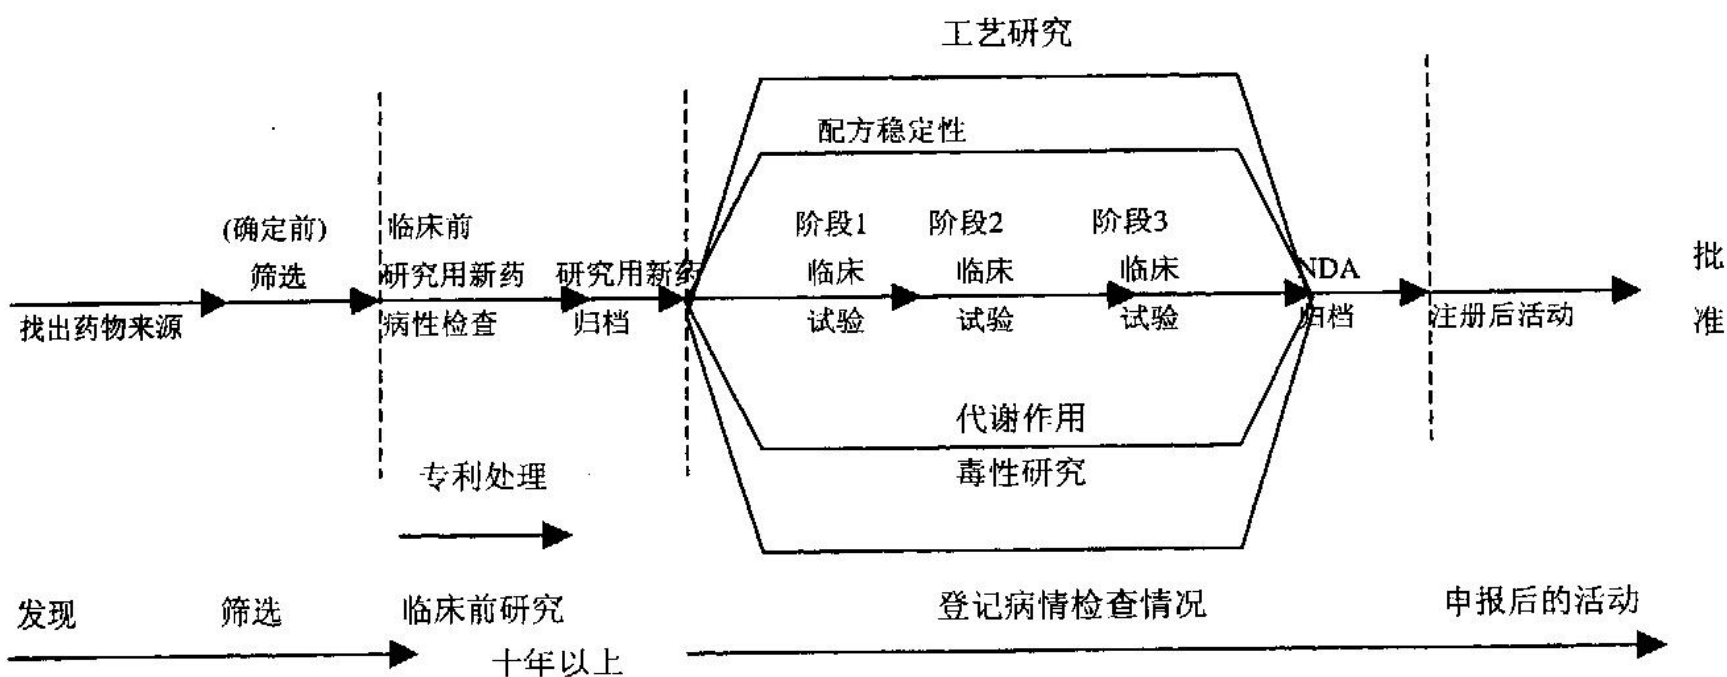 工艺研究
配方稳定性
(确定前)
筛选
临床前
研究用新药
病性检查
研究用新药
归档
阶段1
临床
试验
阶段2
临床
试验
阶段3
临床
试验
NDA
归档
找出药物来源
注册后活动
批
准
代谢作用
毒性研究
专利处理
发现
筛选
临床前研究
登记病情检查情况
申报后的活动
十年以上